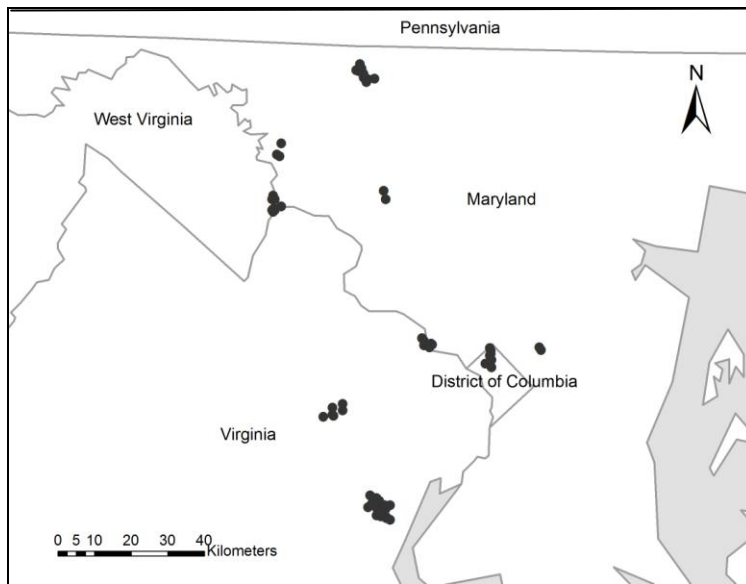 Pennsylvania
N
West Virginia
Maryland
District of Columbia
Virginia
0 5 10 20 30 40
Kilometers